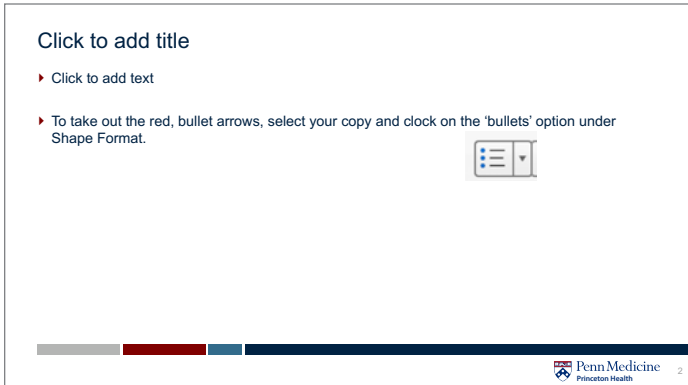 Click to add title
Click to add text
To take out the red, bullet arrows, select your copy and clock on the ‘bullets’ option under
Shape Format.
Penn Medicine
Princeton Health
2